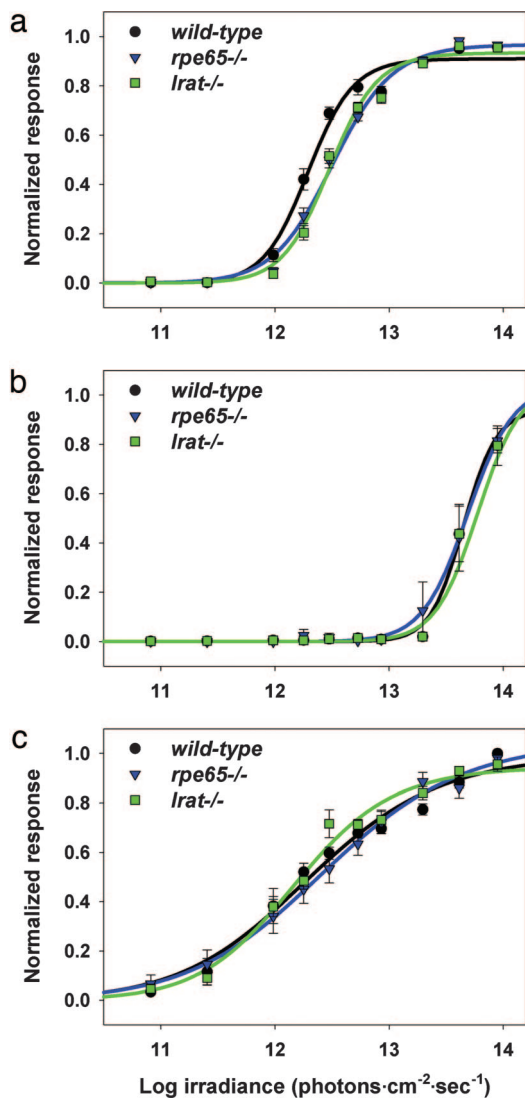 a
wild-type
rpe65-/-
lrat-/-
1.0
0.8
0.6
0.4
0.2
0.0
Normalized response
11 12 13 14
b
wild-type
rpe65-/-
lrat-/-
1.0
0.8
0.6
0.4
0.2
0.0
Normalized response
11 12 13 14
c
wild-type
rpe65-/-
lrat-/-
1.0
0.8
0.6
0.4
0.2
0.0
Normalized response
11 12 13 14
Log irradiance (photons·cm⁻²·sec⁻¹)